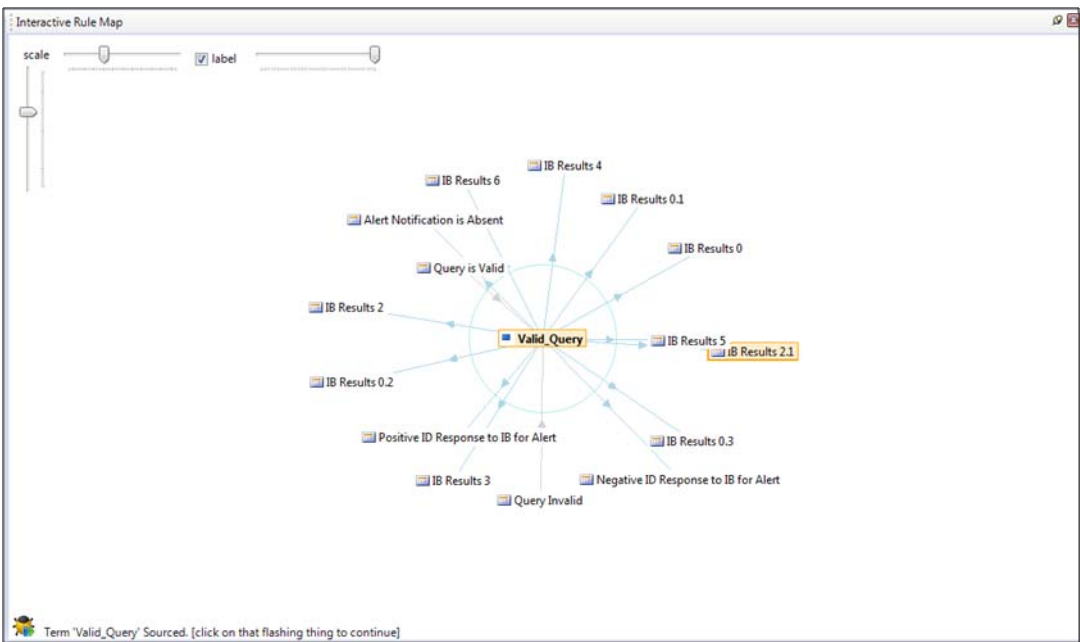 Interactive Rule Map
scale
label
IB Results 4
IB Results 6
IB Results 0.1
Alert Notification is Absent
IB Results 0
Query is Valid
IB Results 2
Valid_Query
IB Results 5
IB Results 2.1
IB Results 0.2
Positive ID Response to IB for Alert
IB Results 0.3
IB Results 3
Negative ID Response to IB for Alert
Query Invalid
Term 'Valid_Query' Sourced. [click on that flashing thing to continue]